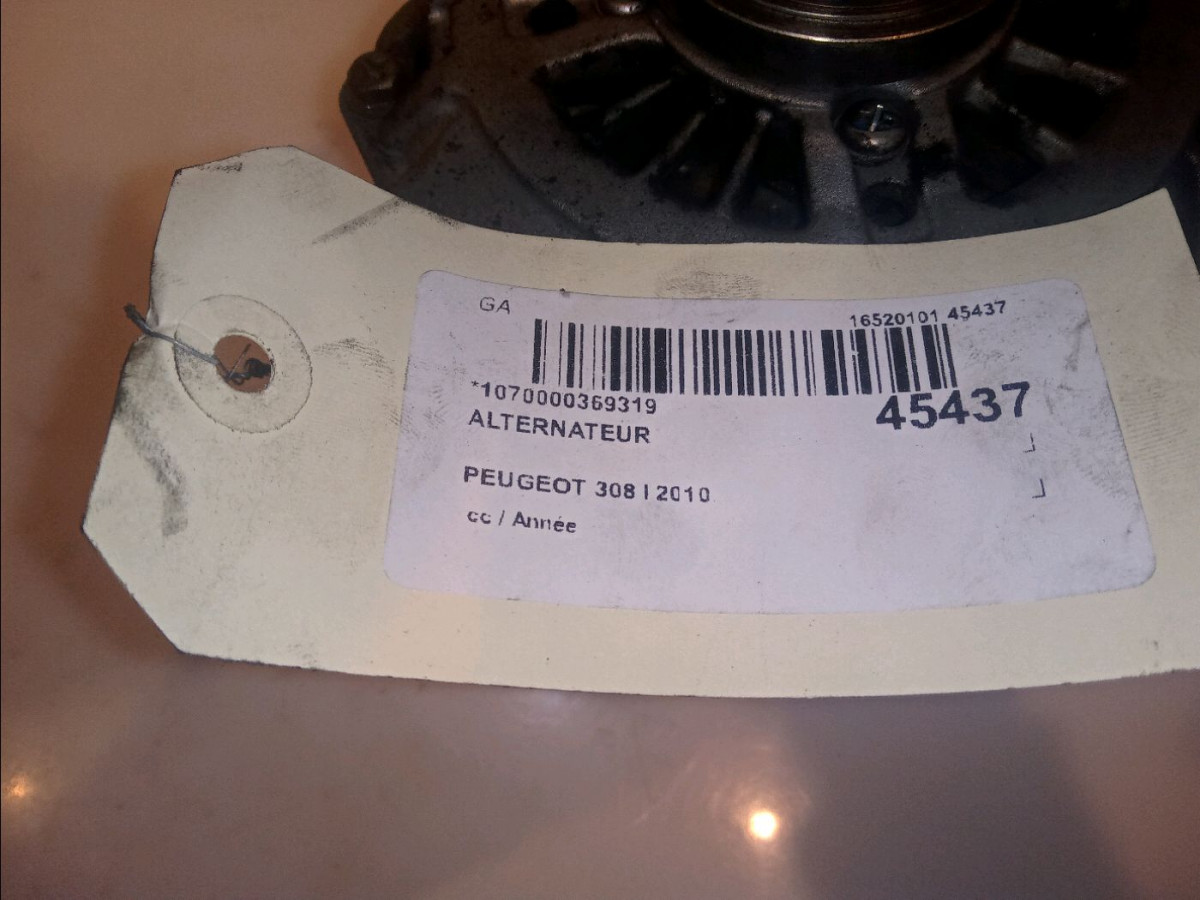 GA
16520101 45437
*1070000369319
45437
ALTERNATEUR
PEUGEOT 308 I 2010
cc / Année